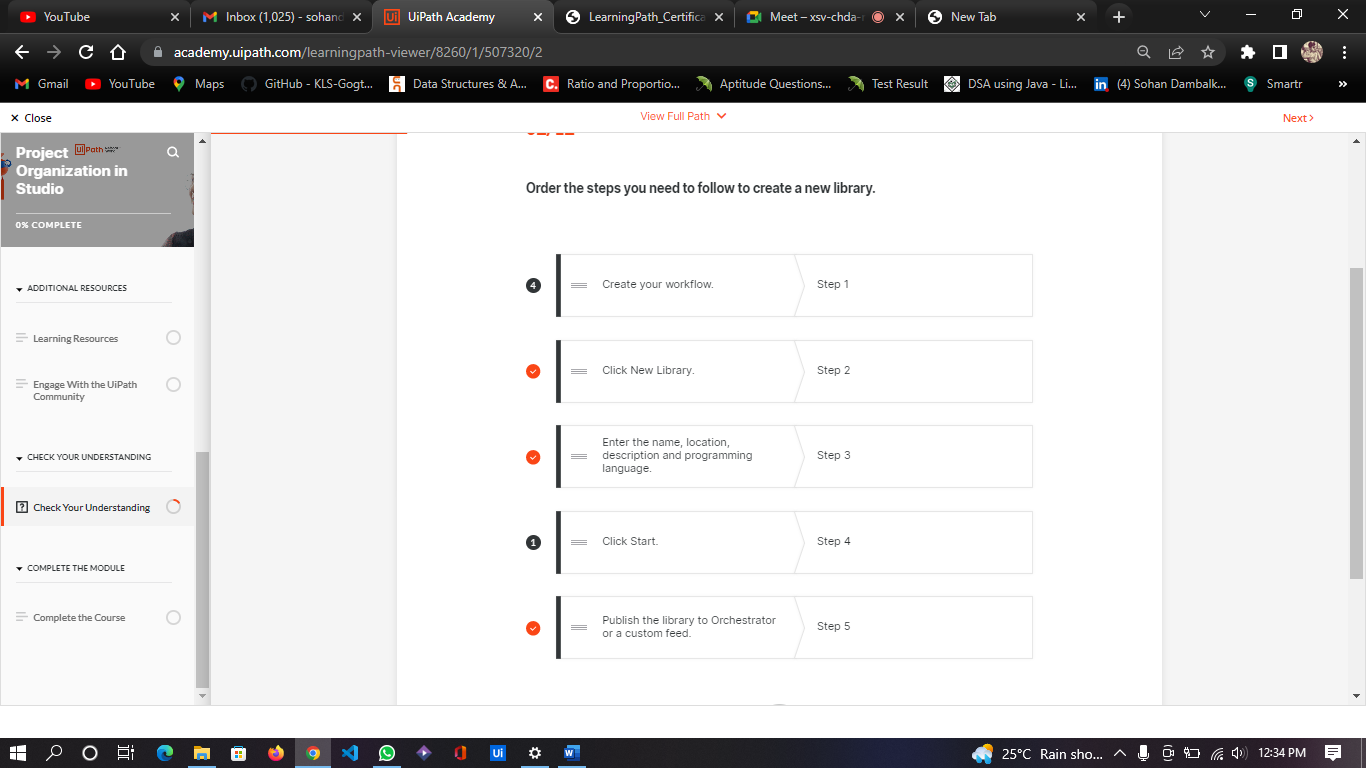 YouTube
Inbox (1,025) - sohand
UiPath Academy
LearningPath_Certifica
Meet – xsv-chda-
New Tab
academy.uipath.com/learningpath-viewer/8260/1/507320/2
Gmail
YouTube
Maps
GitHub - KLS-Gogt...
Data Structures & A...
Ratio and Proportio...
Aptitude Questions...
Test Result
DSA using Java - Li...
(4) Sohan Dambalk...
Smartr
»
× Close
View Full Path
Next >
Project
Organization in
Studio
UiPath
0% COMPLETE
ADDITIONAL RESOURCES
Learning Resources
Engage With the UiPath
Community
CHECK YOUR UNDERSTANDING
Check Your Understanding
COMPLETE THE MODULE
Complete the Course
Order the steps you need to follow to create a new library.
4 Create your workflow. Step 1
Click New Library. Step 2
Enter the name, location,
description and programming
language.
Step 3
1 Click Start. Step 4
Publish the library to Orchestrator
or a custom feed.
Step 5
25°C Rain sho...
12:34 PM